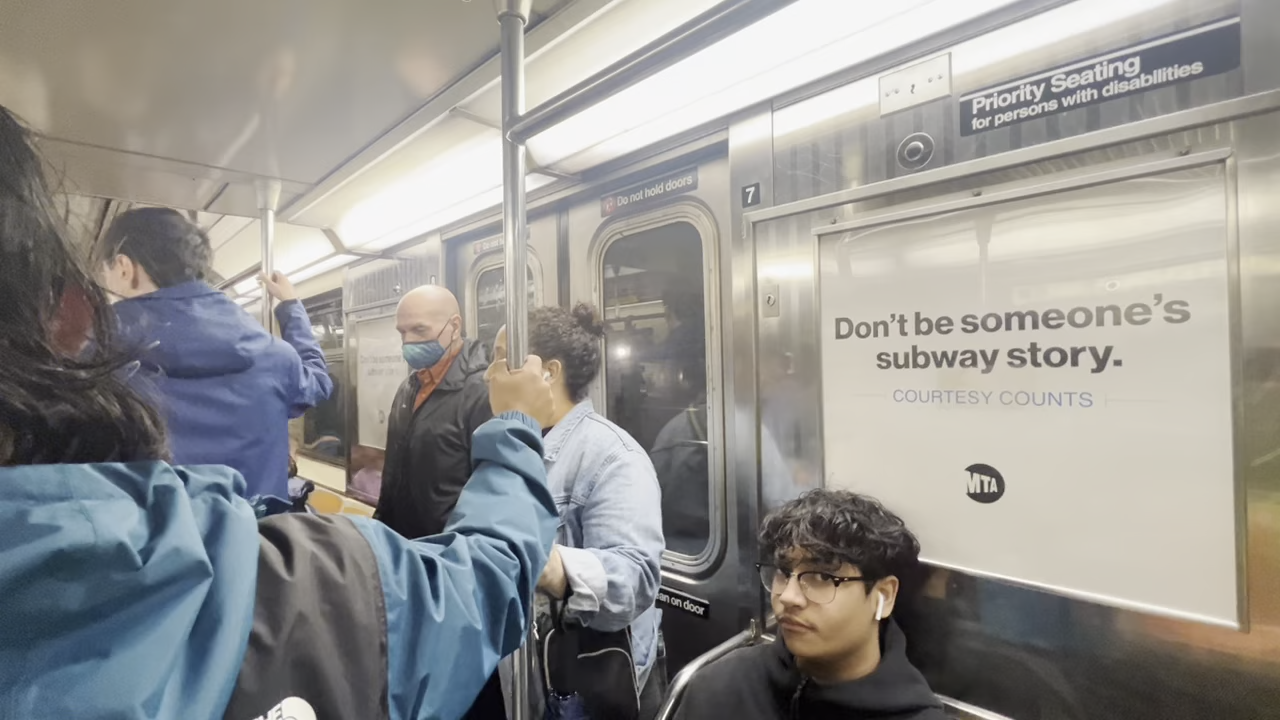 Priority Seating
for persons with disabilities
Do not hold doors
7
Don't be someone's
subway story.
COURTESY COUNTS
MTA
an on door